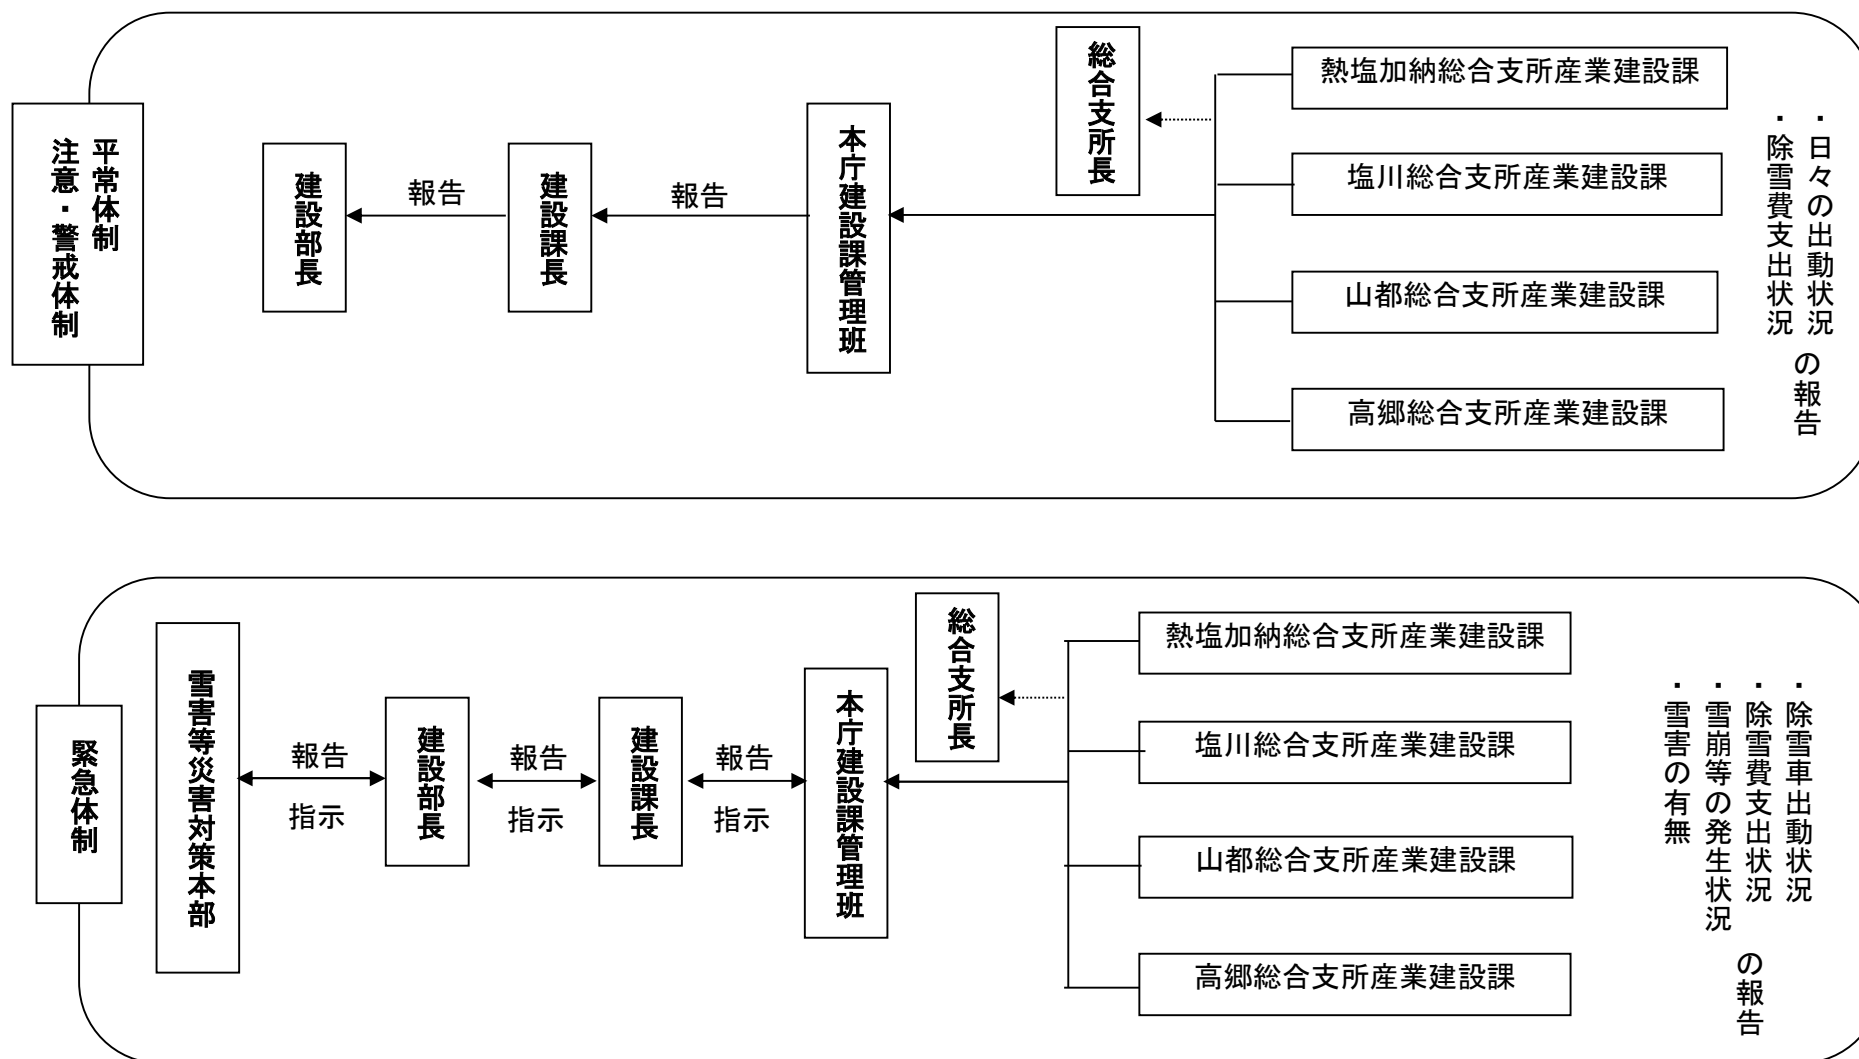 平常体制
注意・警戒体制
建設部長
報告
建設課長
報告
本庁建設課管理班
総合支所長
熱塩加納総合支所産業建設課
塩川総合支所産業建設課
山都総合支所産業建設課
高郷総合支所産業建設課
・日々の出動状況
・除雪費支出状況
の報告
緊急体制
雪害等災害対策本部
報告
指示
建設部長
報告
指示
建設課長
報告
指示
本庁建設課管理班
総合支所長
熱塩加納総合支所産業建設課
塩川総合支所産業建設課
山都総合支所産業建設課
高郷総合支所産業建設課
・除雪車出動状況
・除雪費支出状況
・雪崩等の発生状況
・雪害の有無
の報告